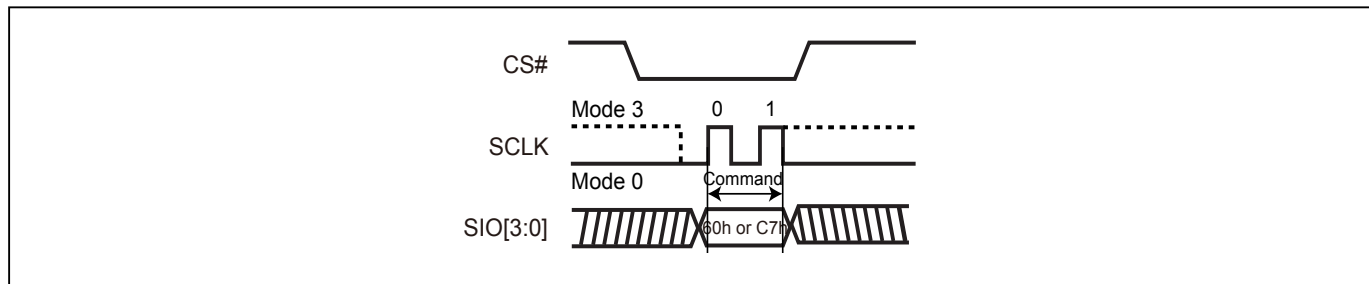 CS#
Mode 3 0 1
SCLK
Mode 0 Command
SIO[3:0] 60h or C7h